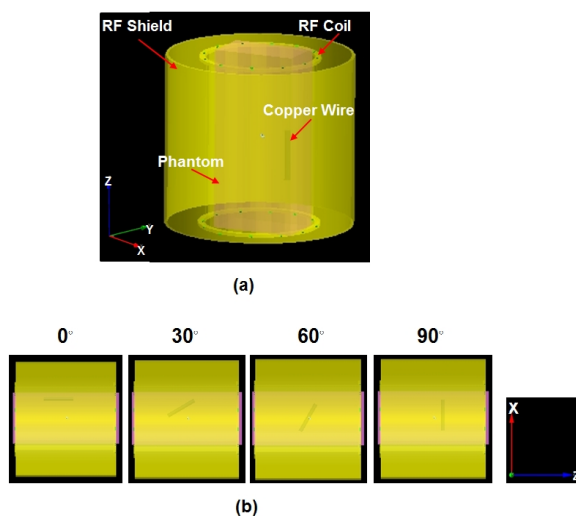 RF Shield
RF Coil
Copper Wire
Phantom
Z
Y
X
(a)
0° 30° 60° 90°
X
Z
(b)